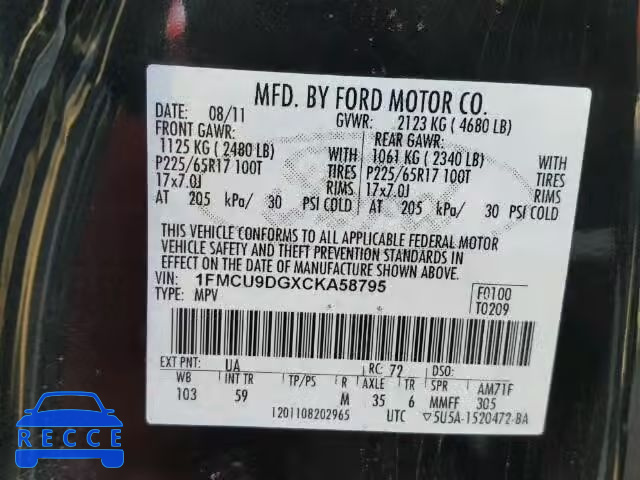 MFD. BY FORD MOTOR CO.
DATE: 08/11 GVWR: 2123 KG ( 4680 LB)
FRONT GAWR: REAR GAWR:
1125 KG ( 2480 LB) WITH 1061 KG ( 2340 LB) WITH
P225/65R17 100T TIRES P225/65R17 100T TIRES
17x7.0J RIMS 17x7.0J RIMS
AT 205 kPa/ 30 PSI COLD AT 205 kPa/ 30 PSI COLD
THIS VEHICLE CONFORMS TO ALL APPLICABLE FEDERAL MOTOR
VEHICLE SAFETY AND THEFT PREVENTION STANDARDS IN
EFFECT ON THE DATE OF MANUFACTURE SHOWN ABOVE.
VIN: 1FMCU9DGXCKA58795 F0100
TYPE: MPV T0209
EXT PNT: UA RC: 72 DSO:
WB INT TR TP/PS R AXLE TR SPR AM71F
103 59 M 35 6 MMFF 305
1201108202965 UTC ▽5U5A-1520472-BA
RECCE